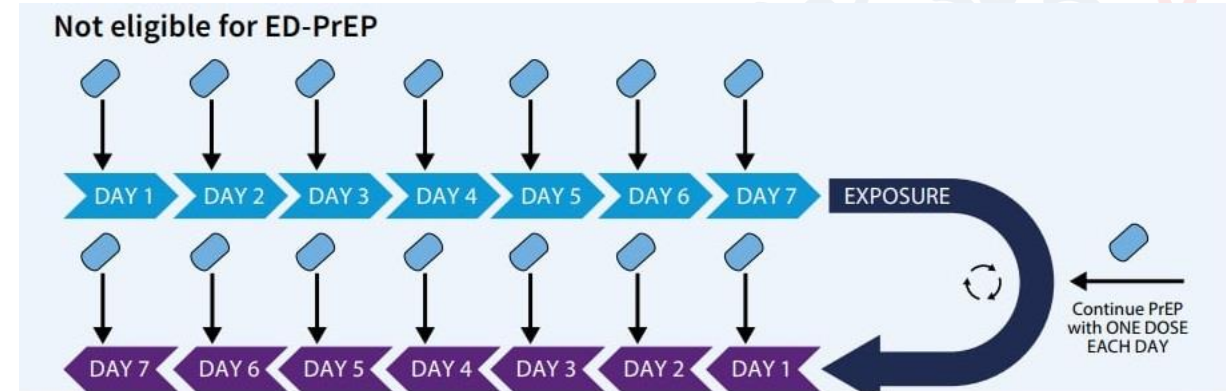 Not eligible for ED-PrEP
DAY 1 DAY 2 DAY 3 DAY 4 DAY 5 DAY 6 DAY 7 EXPOSURE
Continue PrEP
with ONE DOSE
EACH DAY
DAY 7 DAY 6 DAY 5 DAY 4 DAY 3 DAY 2 DAY 1